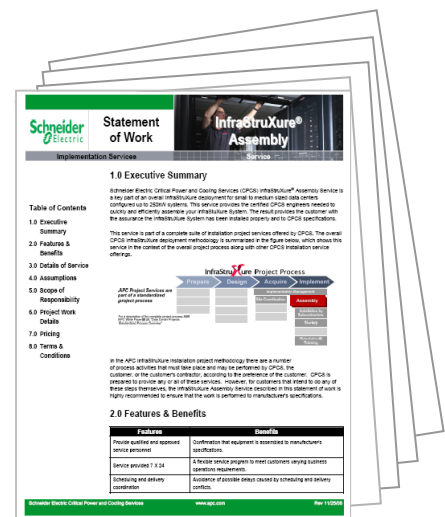 Schneider
Electric
Statement
of Work
InfraStruXure®
Assembly
Implementation Services
Service
Table of Contents
1.0 Executive
Summary
2.0 Features &
Benefits
3.0 Details of Service
4.0 Assumptions
5.0 Scope of
Responsibility
6.0 Project Work
Details
7.0 Pricing
8.0 Terms &
Conditions
1.0 Executive Summary
Schneider Electric Critical Power and Cooling Services (CPCS) InfraStruXure® Assembly Service is
a key part of an overall InfraStruXure deployment for small to medium sized data centers
configured up to 280kW systems. This service provides the certified CPCS engineers needed to
quickly and efficiently assemble your InfraStruXure System. The result provides the customer with
the assurance the InfraStruXure System has been installed properly and to CPCS specifications.
This service is part of a complete suite of installation project services offered by CPCS. The overall
CPCS InfraStruXure deployment methodology is summarized in the figure below, which shows this
service in the context of the overall project process along with other CPCS installation service
offerings.
InfraStruXure Project Process
Prepare
Design
Acquire
Implement
APC Project Services are
part of a standardized
project process
Implementation Management
Site Coordination
Assembly
In the APC InfraStruXure installation project methodology there are a number
of process activities that must take place and may be performed by CPCS, the
customer, or the customer's contractor, according to the preference of the customer. CPCS is
prepared to provide any or all of these services. However, for customers that intend to do any of
these steps themselves, the InfraStruXure Assembly Service described in this statement of work is
highly recommended to ensure that the work is performed to manufacturer's specifications.
2.0 Features & Benefits
Features
Benefits
Provide qualified and approved
service personnel
Confirmation that equipment is assembled to manufacturer's
specifications.
Service provided 7 X 24
A flexible service program to meet customers varying business
operations requirements.
Scheduling and delivery
coordination
Avoidance of possible delays caused by scheduling and delivery
conflicts.
Schneider Electric Critical Power and Cooling Services
www.apc.com
Rev 11/25/08